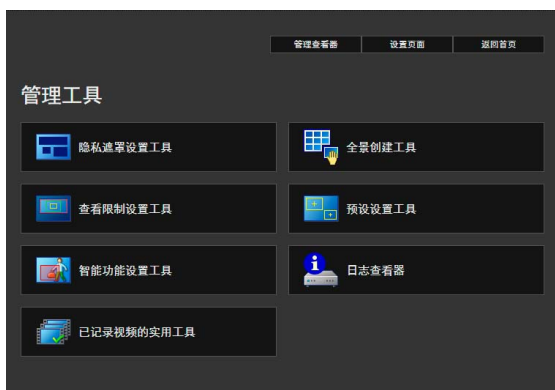 管理查看器 设置页面 返回首页
管理工具
隐私遮罩设置工具 全景创建工具
查看限制设置工具 预设设置工具
智能功能设置工具 日志查看器
已记录视频的实用工具